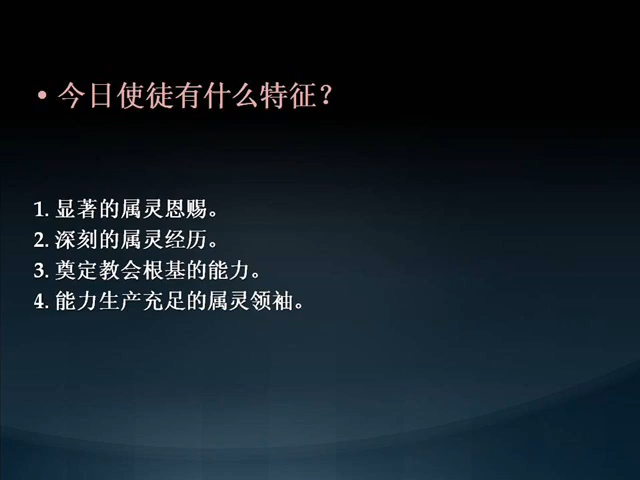 • 今日使徒有什么特征？
1. 显著的属灵恩赐。
2. 深刻的属灵经历。
3. 奠定教会根基的能力。
4. 能力生产充足的属灵领袖。